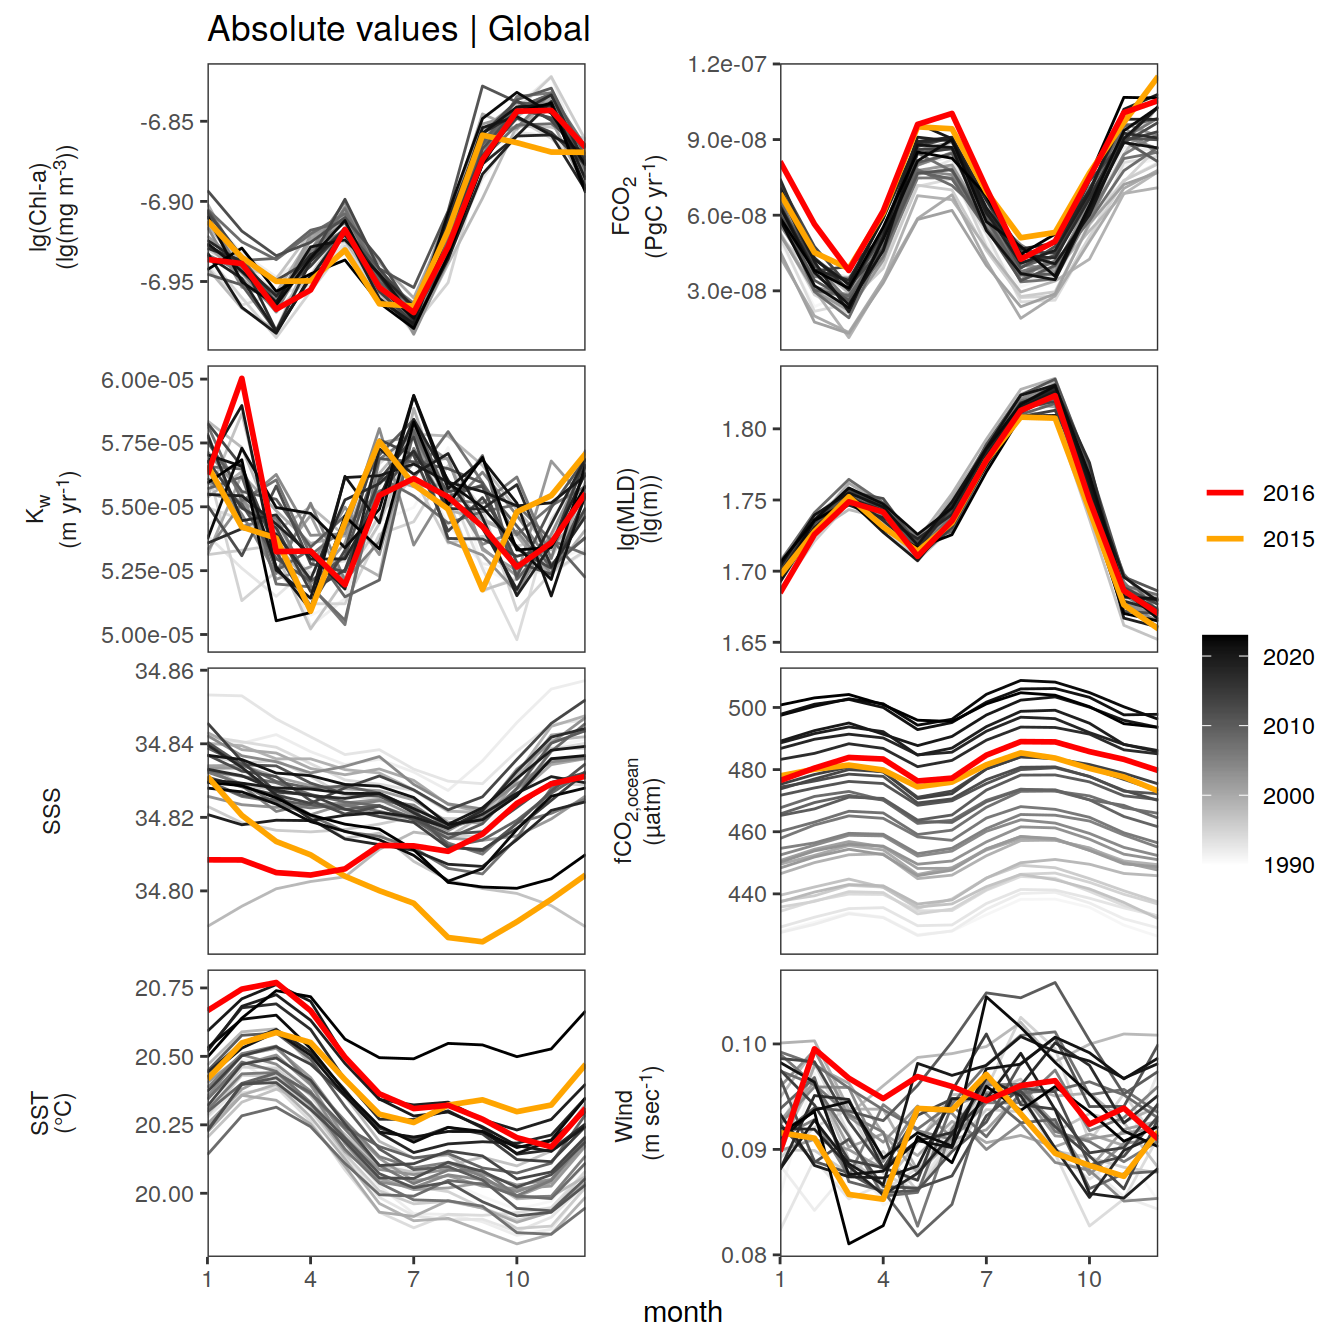 Absolute values | Global
lg(Chl-a)
(lg(mg m⁻³))
-6.85
-6.90
-6.95
FCO₂
(PgC yr⁻¹)
1.2e-07
9.0e-08
6.0e-08
3.0e-08
K_w
(m yr⁻¹)
6.00e-05
5.75e-05
5.50e-05
5.25e-05
5.00e-05
lg(MLD)
(lg(m))
1.80
1.75
1.70
1.65
SSS
34.86
34.84
34.82
34.80
fCO₂,ocean
(µatm)
500
480
460
440
SST
(°C)
20.75
20.50
20.25
20.00
Wind
(m sec⁻¹)
0.10
0.09
0.08
1 4 7 10
1 4 7 10
month
2016
2015
2020
2010
2000
1990